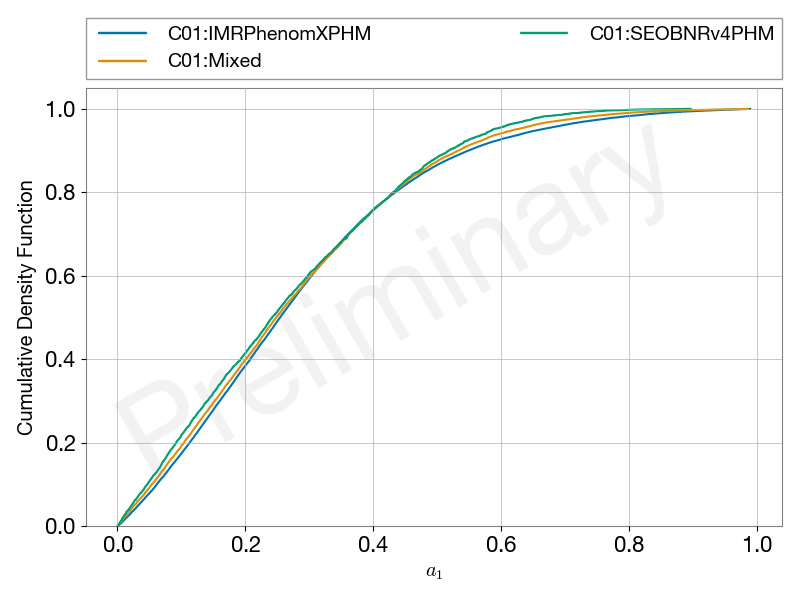 C01:IMRPhenomXPHM
C01:Mixed
C01:SEOBNRv4PHM
Preliminary
Cumulative Density Function
1.0
0.8
0.6
0.4
0.2
0.0
0.0 0.2 0.4 0.6 0.8 1.0
a₁